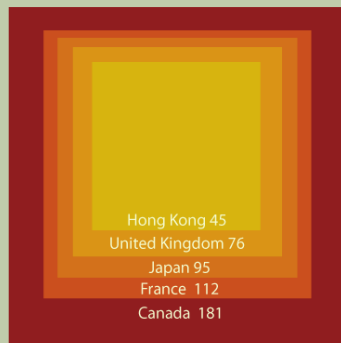 Hong Kong 45
United Kingdom 76
Japan 95
France 112
Canada 181